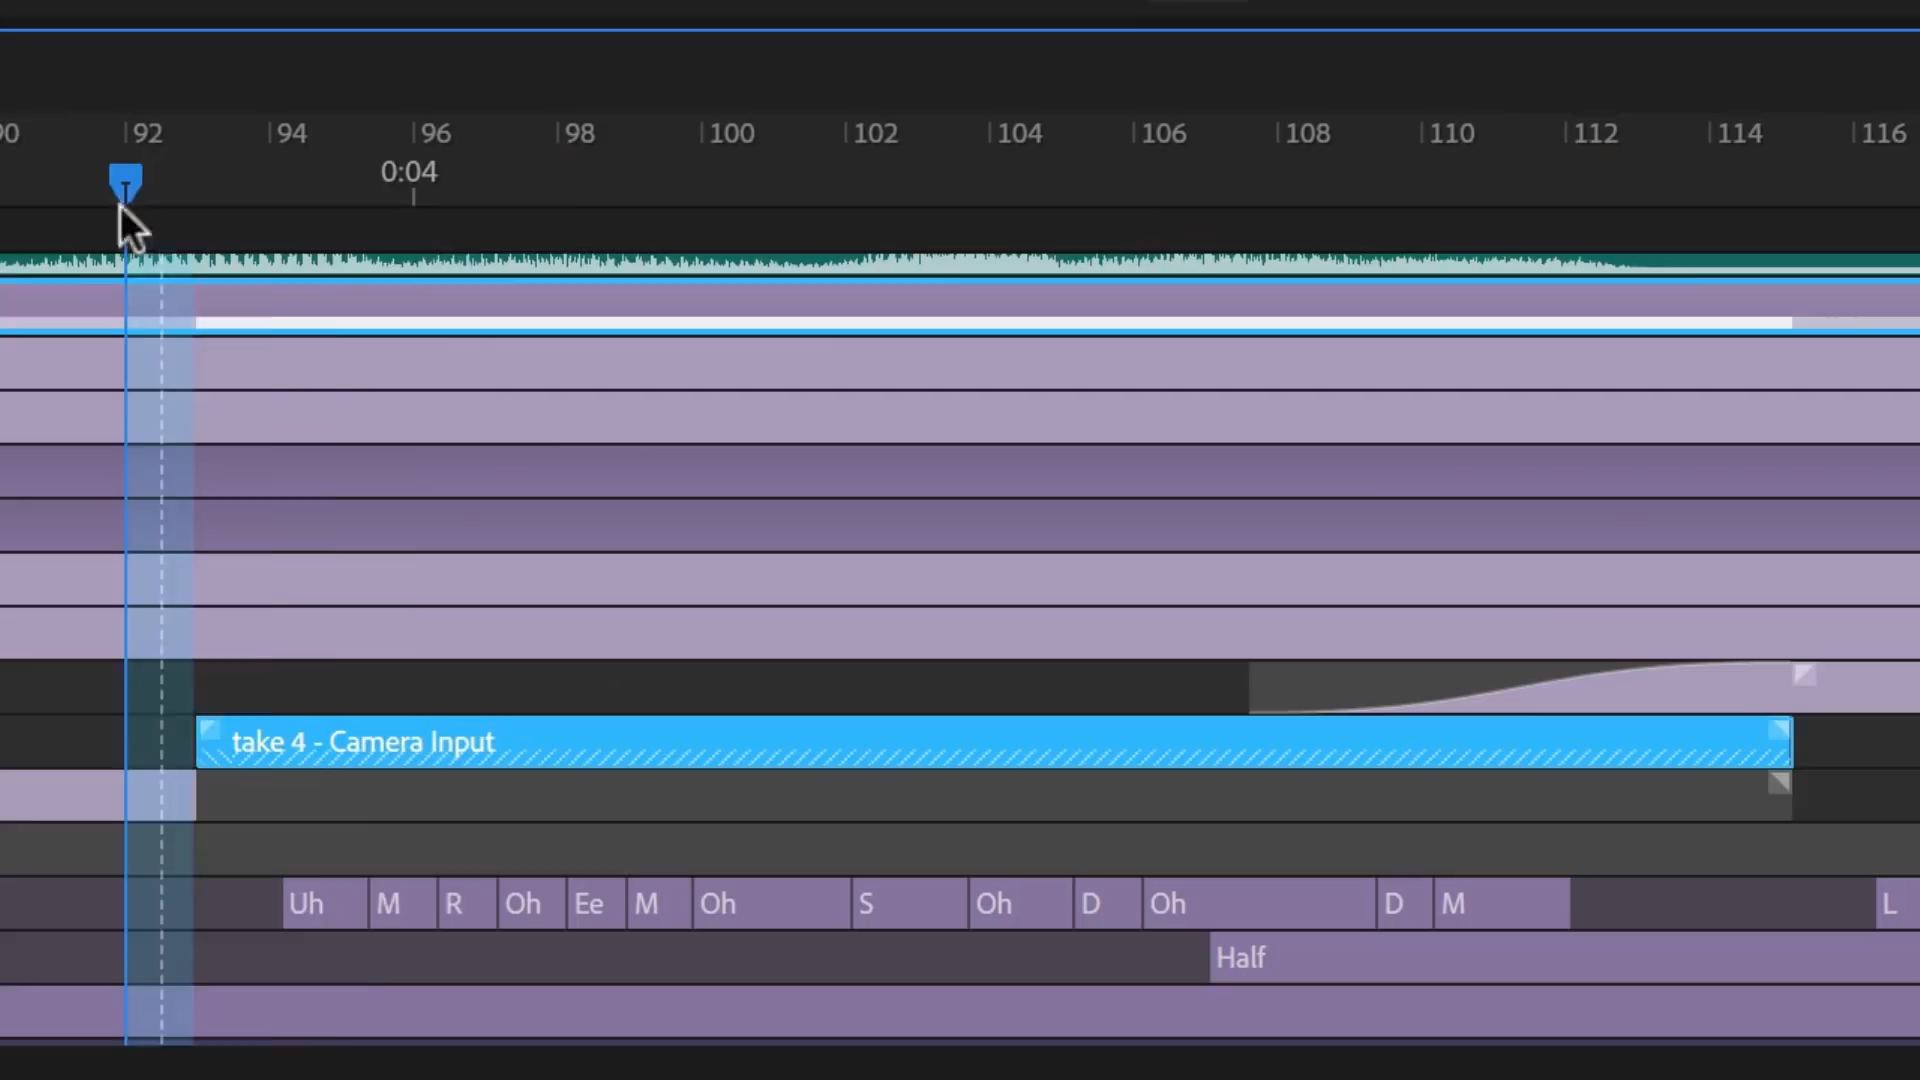 90 92 94 96 98 100 102 104 106 108 110 112 114 116
0:04
take 4 - Camera Input
Uh M R Oh Ee M Oh S Oh D Oh D M L
Half